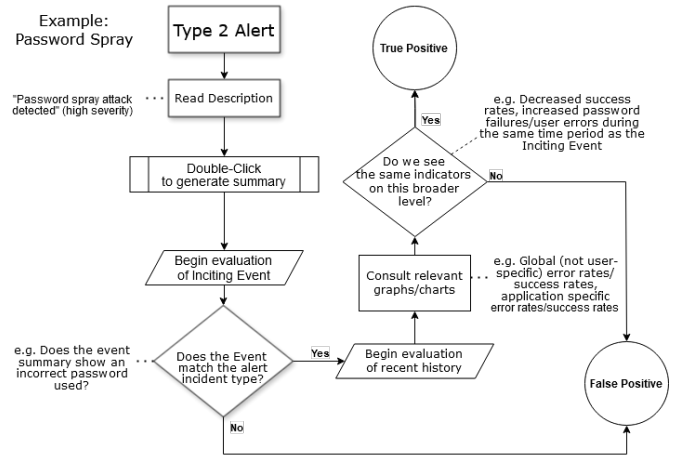 Example:
Password Spray
Type 2 Alert
"Password spray attack
detected" (high severity)
Read Description
Double-Click
to generate summary
Begin evaluation
of Inciting Event
e.g. Does the event
summary show an
incorrect password
used?
Does the Event
match the alert
incident type?
Yes
No
Begin evaluation
of recent history
Consult relevant
graphs/charts
e.g. Global (not user-
specific) error rates/
success rates,
application specific
error rates/success rates
Do we see
the same indicators
on this broader
level?
e.g. Decreased success
rates, increased password
failures/user errors during
the same time period as the
Inciting Event
Yes
No
True Positive
False Positive